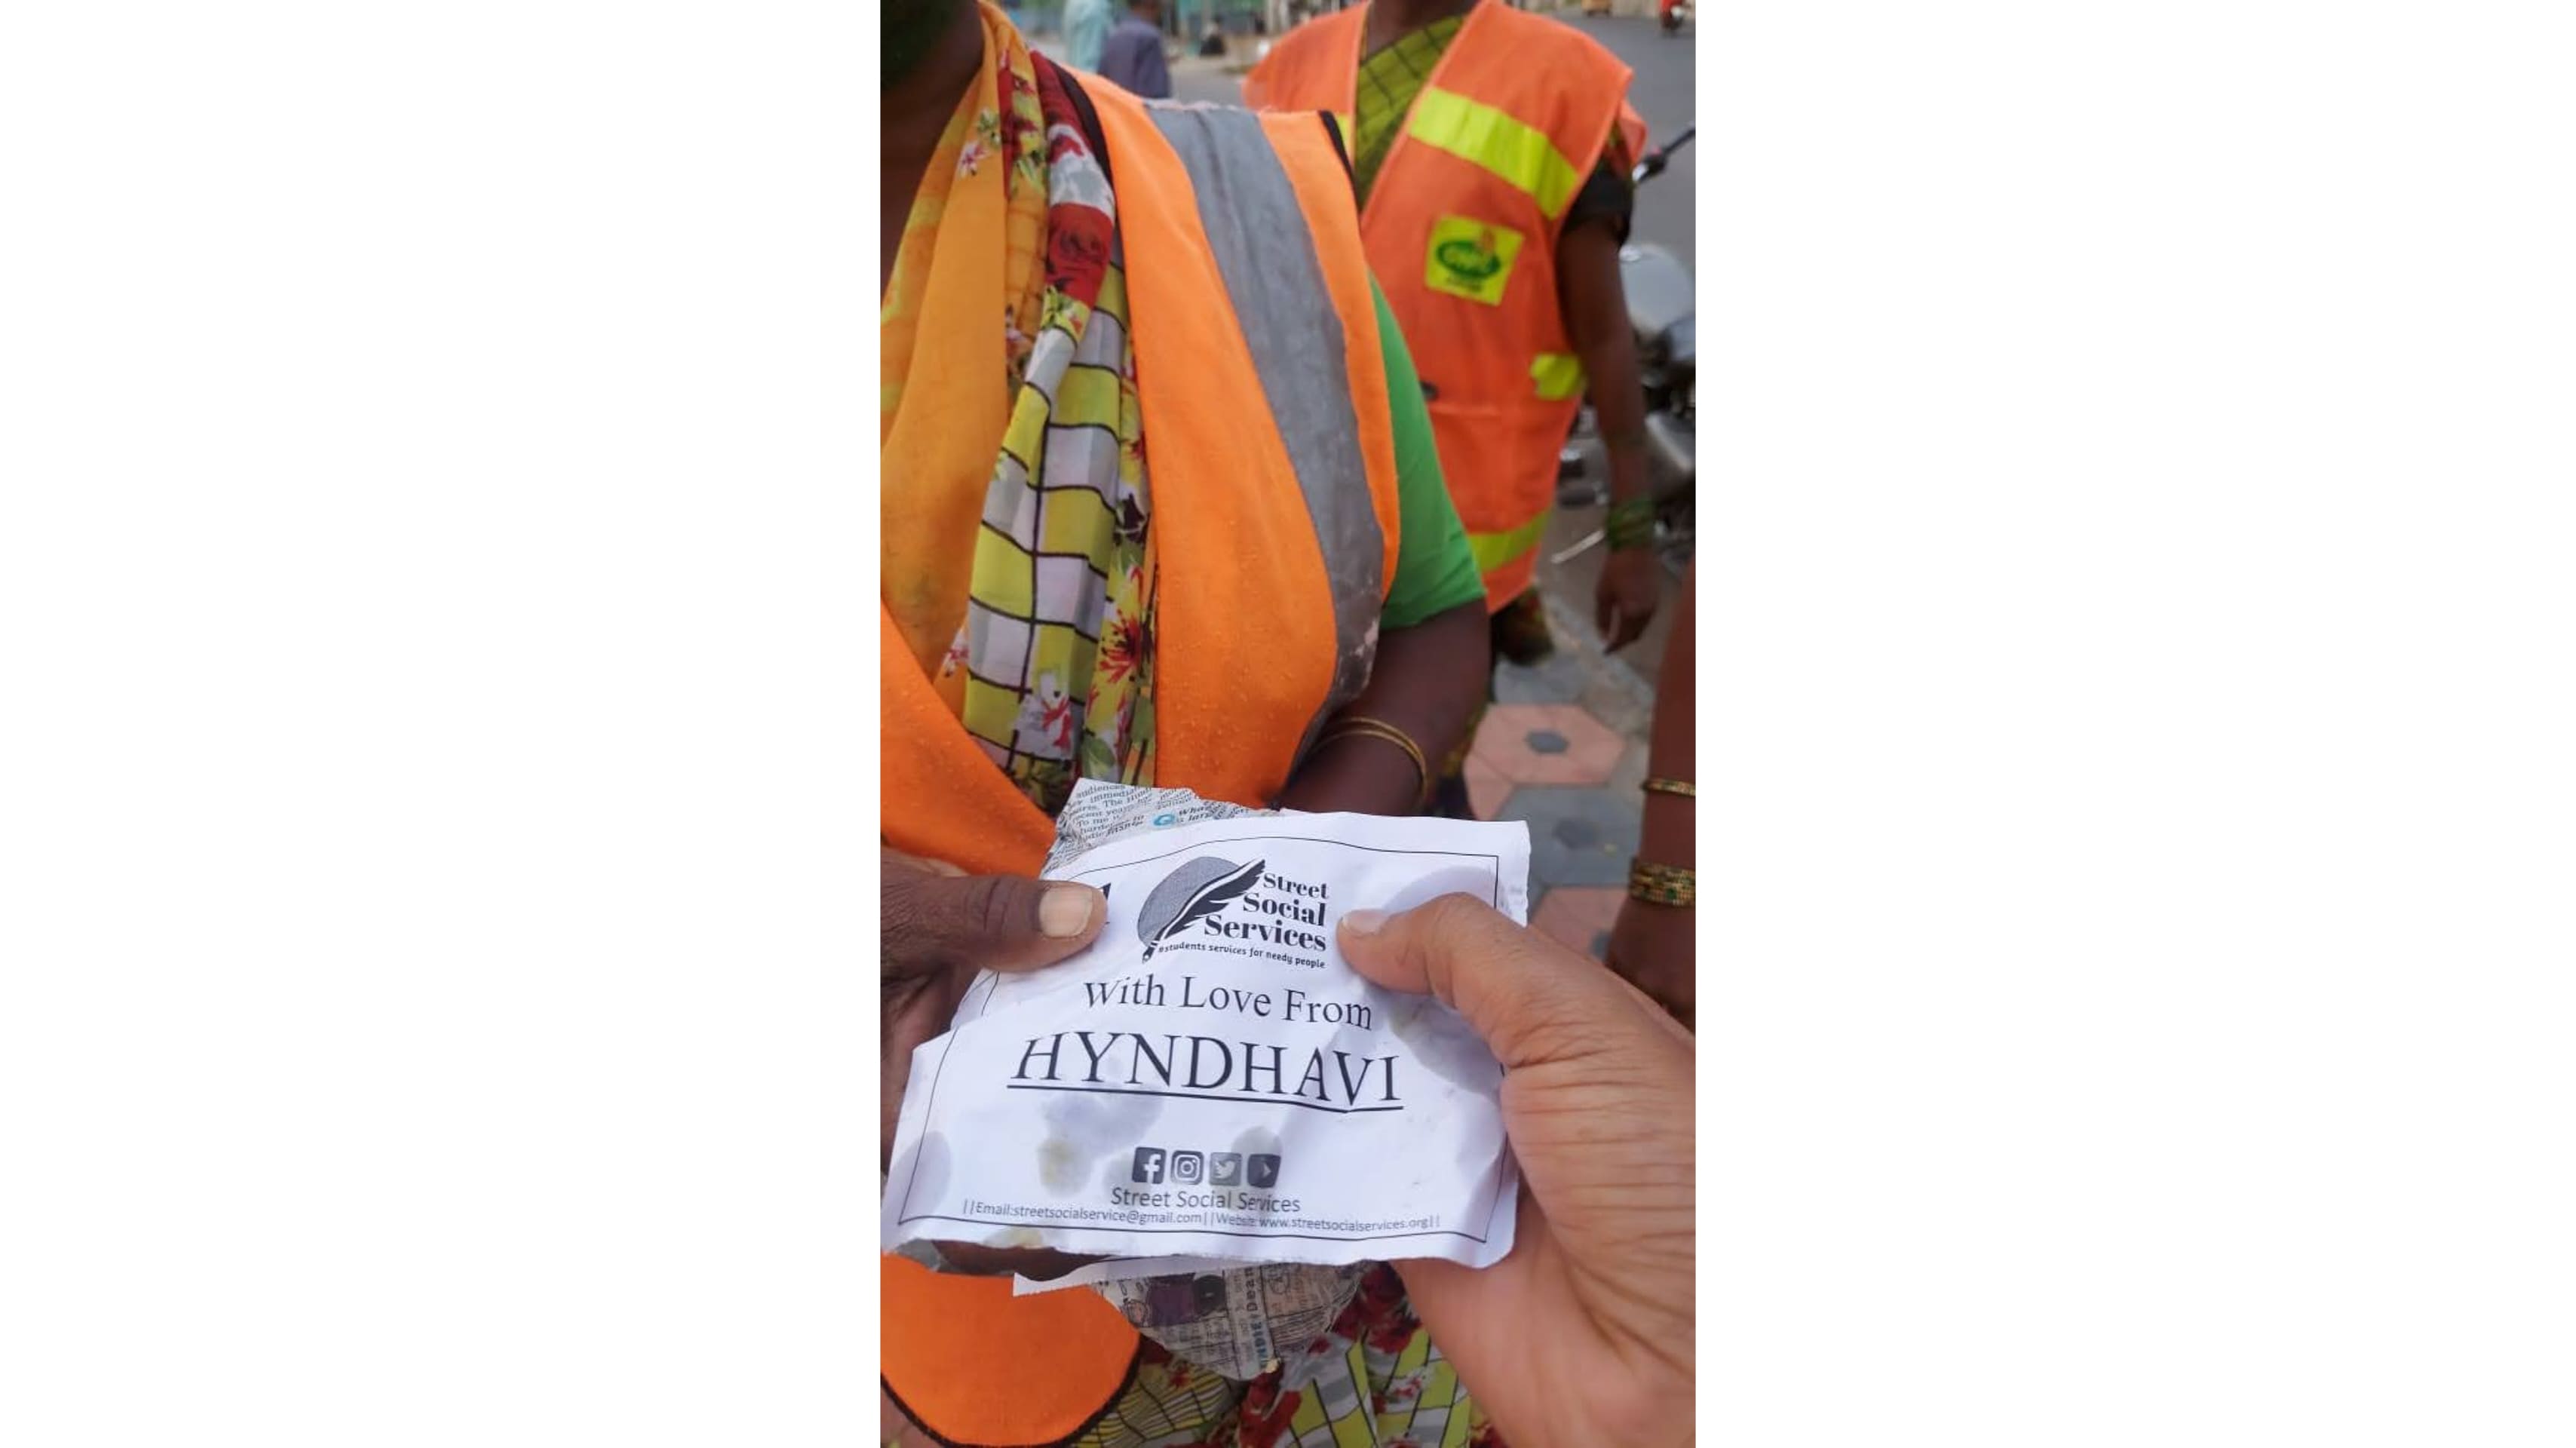 Street
Social
Services
#students services for needy people
With Love From
HYNDHAVI
Street Social Services
||Email:streetsocialservice@gmail.com||Website:www.streetsocialservices.org||